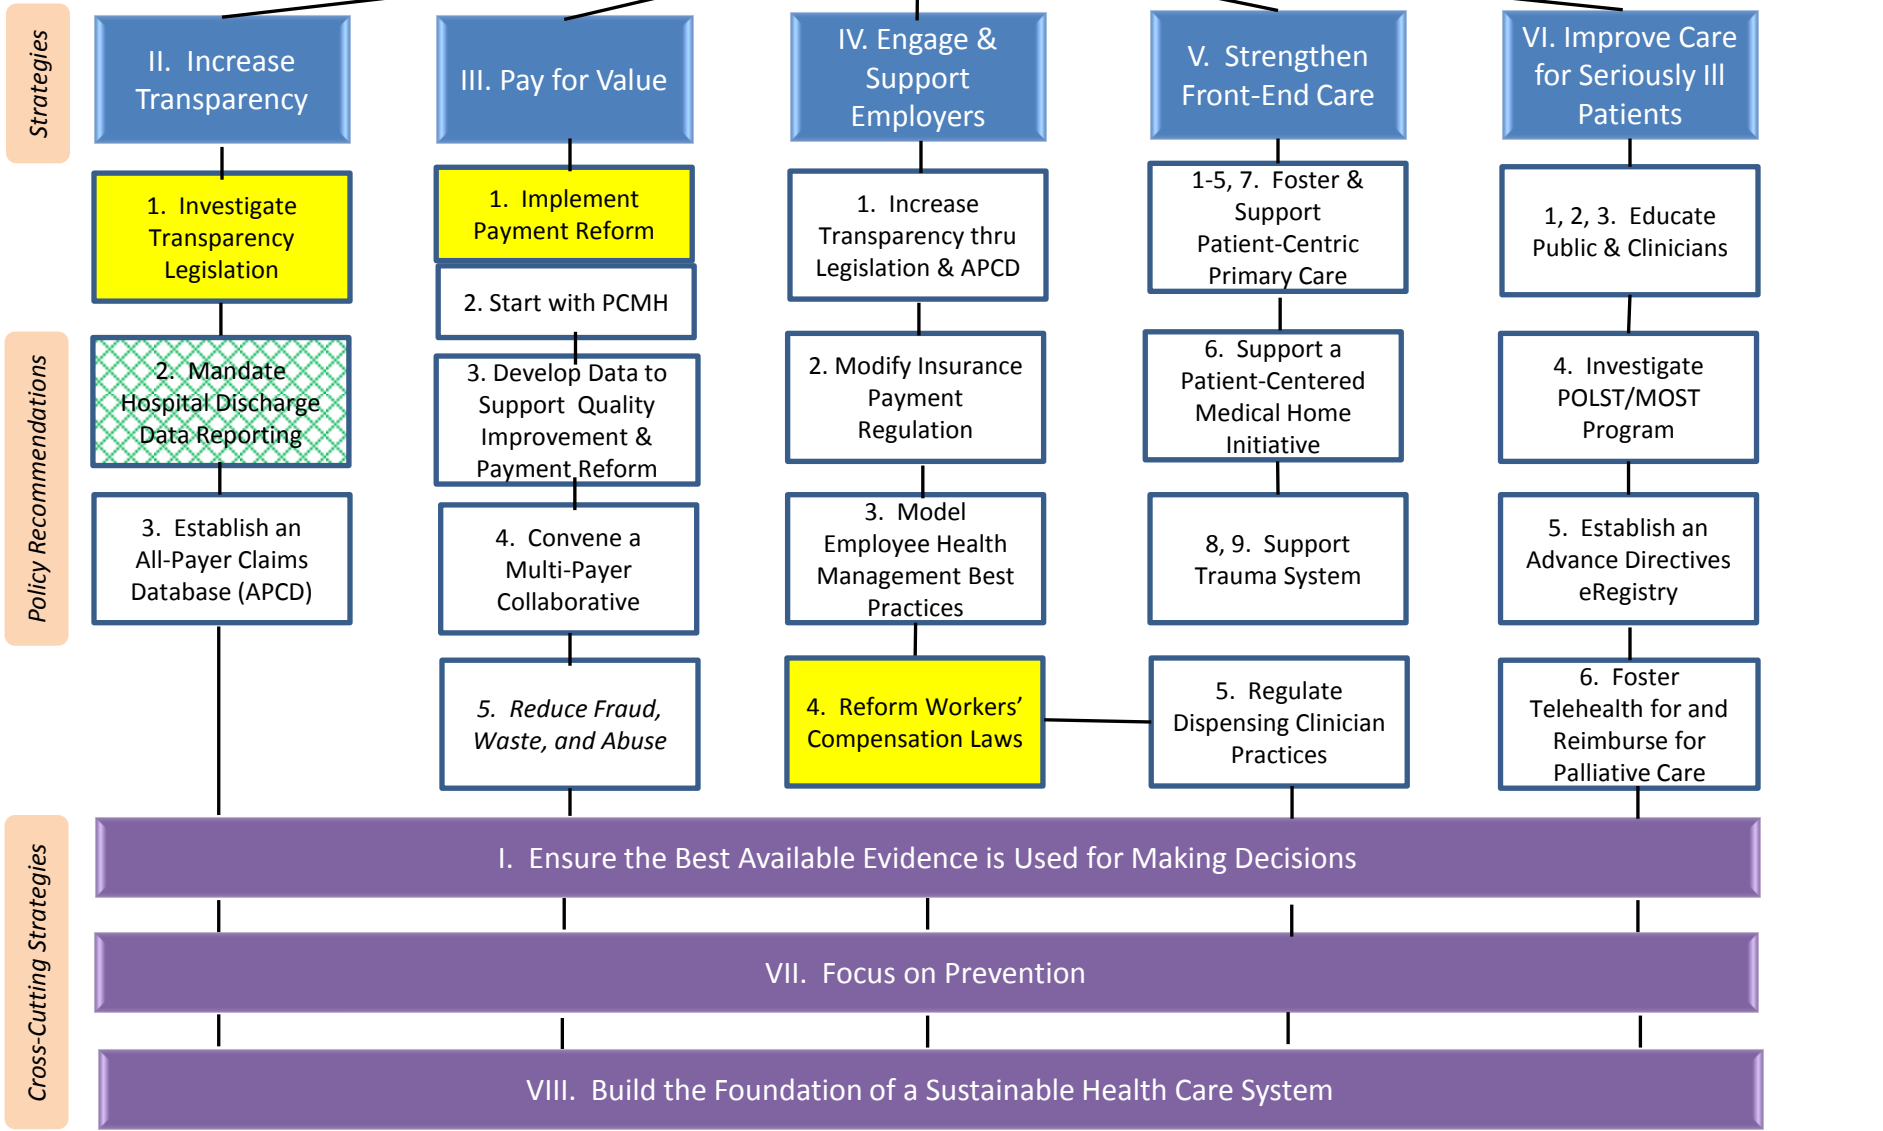 Strategies
II.  Increase
Transparency
III. Pay for Value
IV. Engage &
Support
Employers
V.  Strengthen
Front-End Care
VI. Improve Care
for Seriously Ill
Patients
Policy Recommendations
1.  Investigate
Transparency
Legislation
2.  Mandate
Hospital Discharge
Data Reporting
3.  Establish an
All-Payer Claims
Database (APCD)
1.  Implement
Payment Reform
2. Start with PCMH
3. Develop Data to
Support  Quality
Improvement &
Payment Reform
4.  Convene a
Multi-Payer
Collaborative
5.  Reduce Fraud,
Waste, and Abuse
1.  Increase
Transparency thru
Legislation & APCD
2. Modify Insurance
Payment
Regulation
3.  Model
Employee Health
Management Best
Practices
4.  Reform Workers’
Compensation Laws
1-5, 7.  Foster &
Support
Patient-Centric
Primary Care
6.  Support a
Patient-Centered
Medical Home
Initiative
8, 9.  Support
Trauma System
5.  Regulate
Dispensing Clinician
Practices
1, 2, 3.  Educate
Public & Clinicians
4.  Investigate
POLST/MOST
Program
5.  Establish an
Advance Directives
eRegistry
6.  Foster
Telehealth for and
Reimburse for
Palliative Care
Cross-Cutting Strategies
I.  Ensure the Best Available Evidence is Used for Making Decisions
VII.  Focus on Prevention
VIII.  Build the Foundation of a Sustainable Health Care System